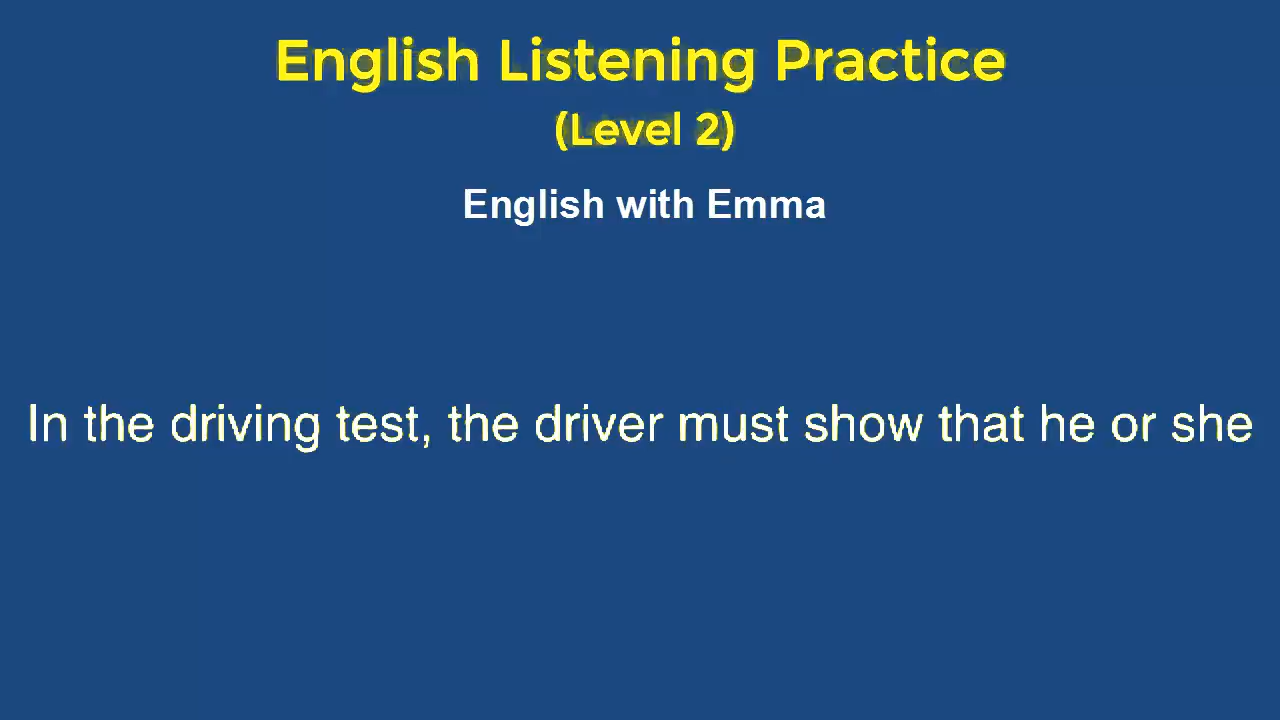 English Listening Practice
(Level 2)
English with Emma
In the driving test, the driver must show that he or she